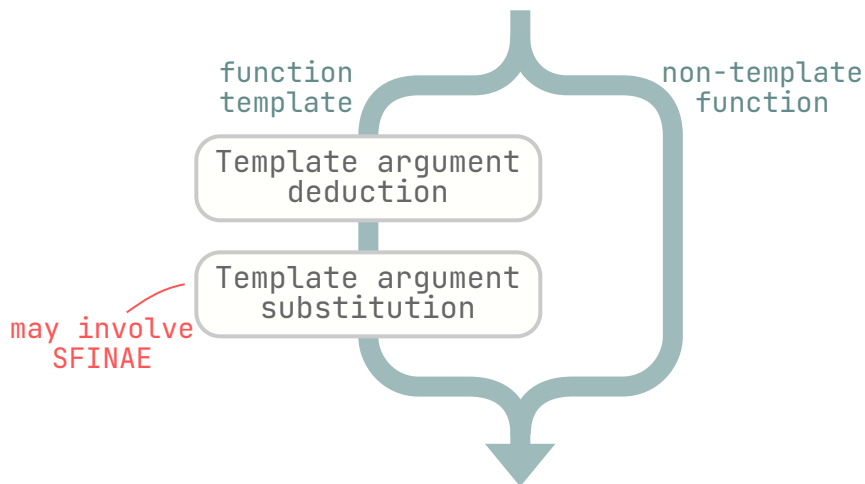 function
template
non-template
function
Template argument
deduction
Template argument
substitution
may involve
SFINAE